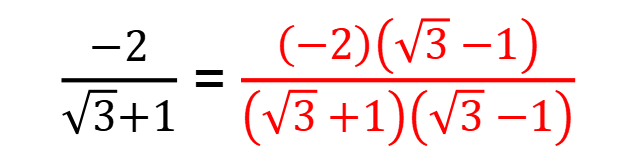 −2 / (√3+1) = (−2)(√3 −1) / (√3 +1)(√3 −1)